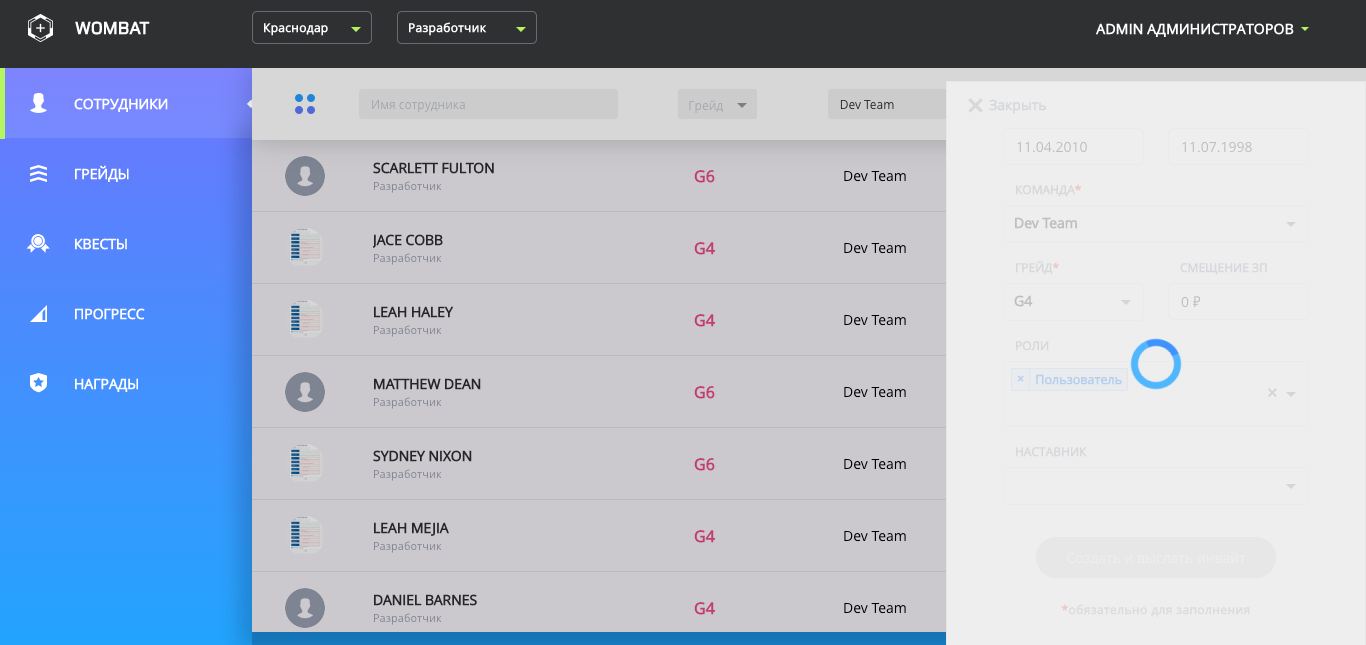 WOMBAT
Краснодар
Разработчик
ADMIN АДМИНИСТРАТОРОВ
СОТРУДНИКИ
ГРЕЙДЫ
КВЕСТЫ
ПРОГРЕСС
НАГРАДЫ
Имя сотрудника
Грейд
Dev Team
SCARLETT FULTON
Разработчик
G6
Dev Team
JACE COBB
Разработчик
G4
Dev Team
LEAH HALEY
Разработчик
G4
Dev Team
MATTHEW DEAN
Разработчик
G6
Dev Team
SYDNEY NIXON
Разработчик
G6
Dev Team
LEAH MEJIA
Разработчик
G4
Dev Team
DANIEL BARNES
Разработчик
G4
Dev Team
Закрыть
11.04.2010
11.07.1998
КОМАНДА*
Dev Team
ГРЕЙД*
СМЕЩЕНИЕ ЗП
G4
0 ₽
РОЛИ
× Пользователь
НАСТАВНИК
Создать и выслать инвайт
*обязательно для заполнения